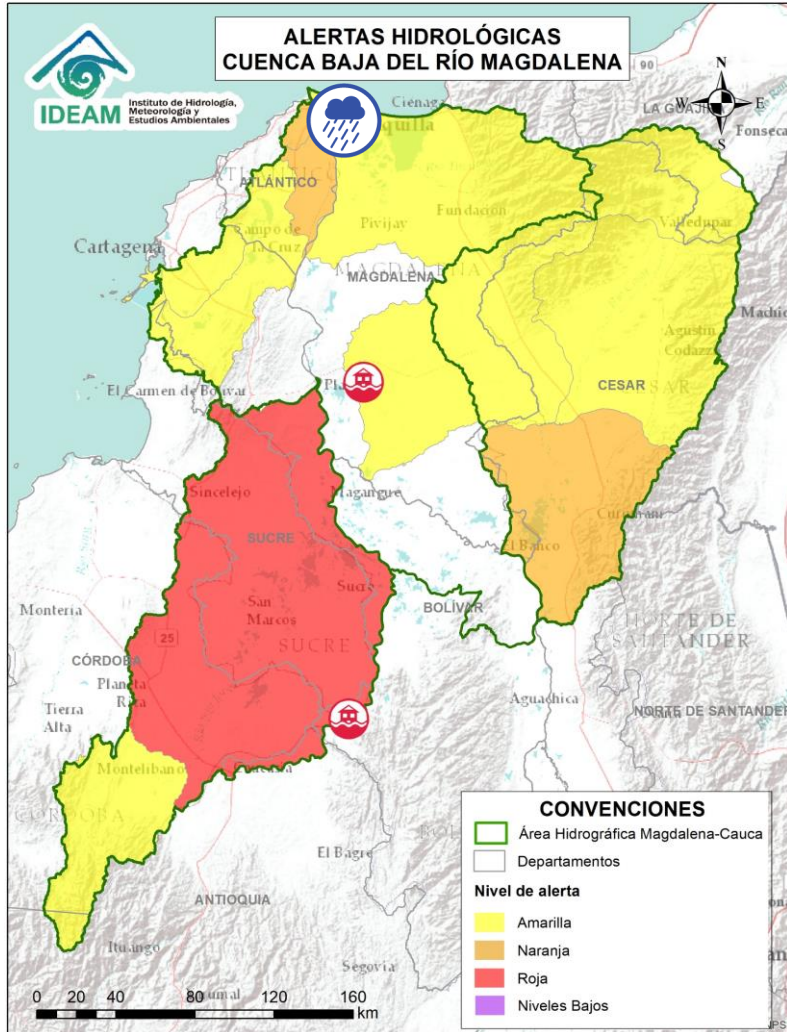 ALERTAS HIDROLÓGICAS
CUENCA BAJA DEL RÍO MAGDALENA
IDEAM
Instituto de Hidrología,
Meteorología y
Estudios Ambientales
N
W
E
S
90
Ciénaga
LA GUAJIRA
Fonseca
ATLÁNTICO
Valledupar
Pivijay
Fundación
Campo de
la Cruz
Cartagena
MAGDALENA
MAGDALENA
Agustín
Codazzi
El Carmen de Bolívar
CESAR
CESAR
Sincelejo
Magangue
SUCRE
El Banco
Sucre
San
Marcos
BOLÍVAR
Montería
25
SUCRE
NORTE DE
SANTANDER
CÓRDOBA
Planeta
Rica
Tierra
Alta
Aguachica
NORTE DE SANTANDER
Montelibano
CÓRDOBA
El Bagre
ANTIOQUIA
Ituango
Segovia
CONVENCIONES
Área Hidrográfica Magdalena-Cauca
Departamentos
Nivel de alerta
Amarilla
Naranja
Roja
Niveles Bajos
0 20 40 80 120 160
km